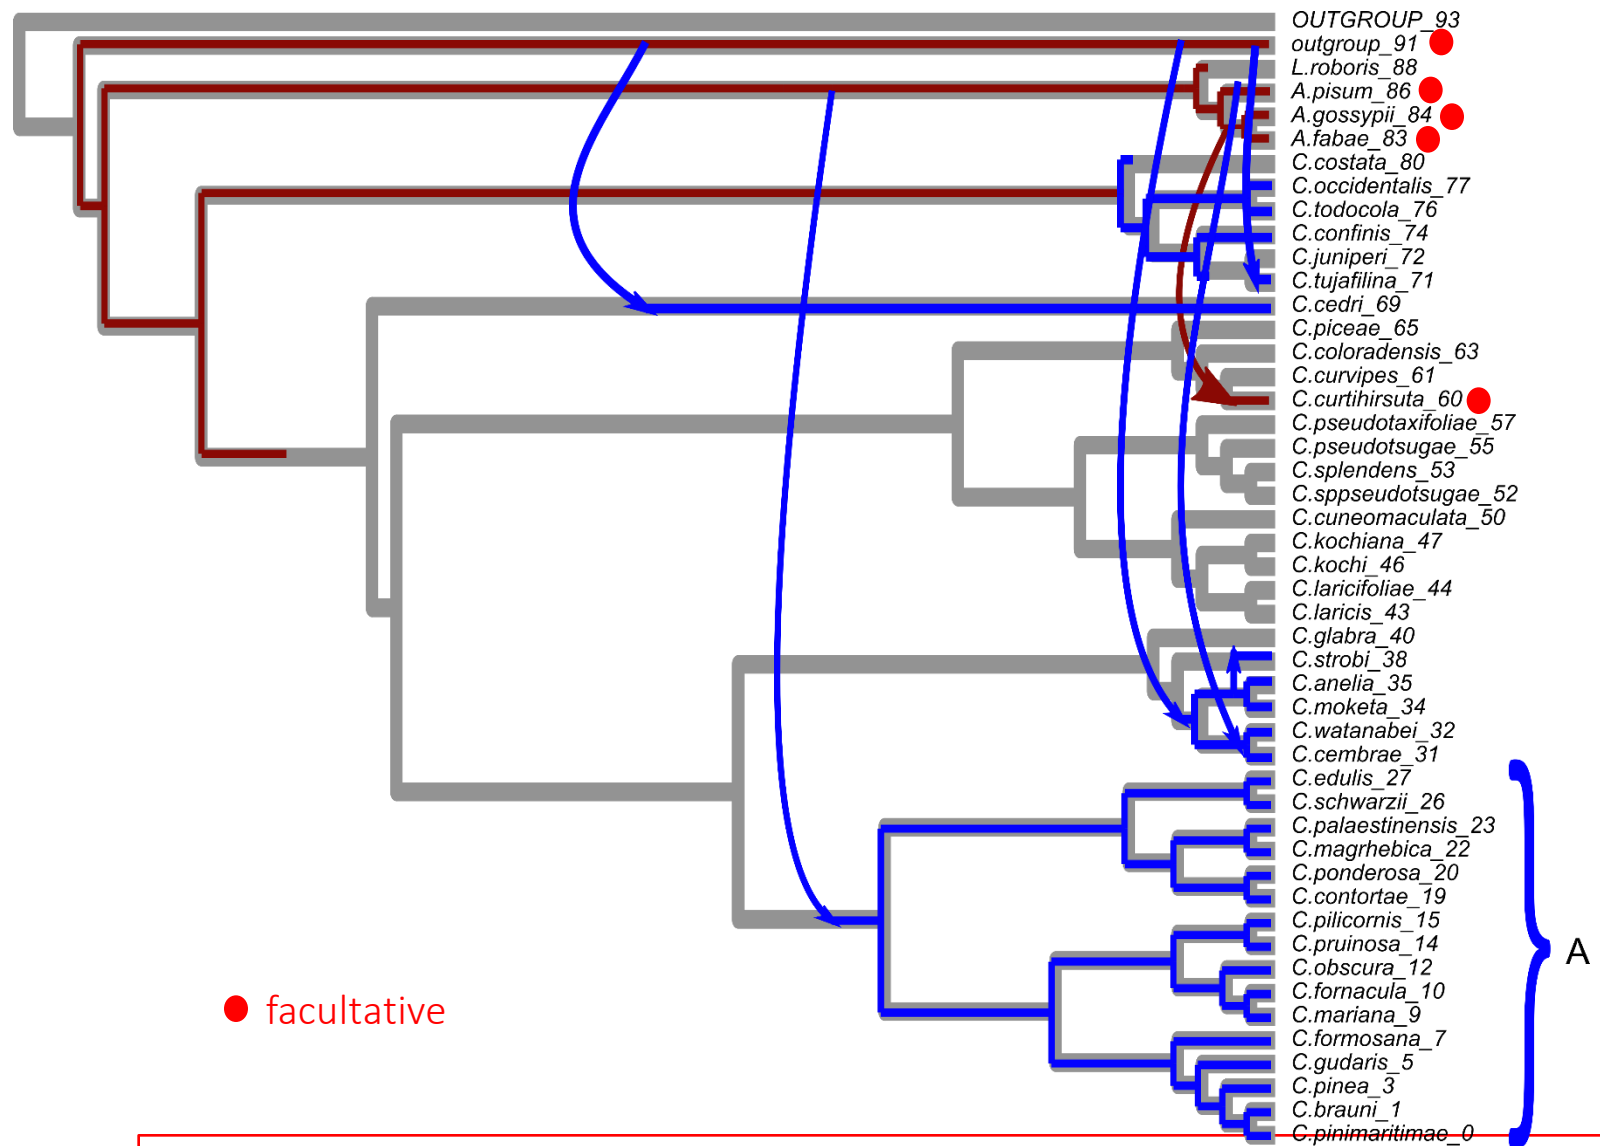 OUTGROUP_93
outgroup_91
L.roboris_88
A.pisum_86
A.gossypii_84
A.fabae_83
C.costata_80
C.occidentalis_77
C.todocola_76
C.confinis_74
C.juniperi_72
C.tujafilina_71
C.cedri_69
C.piceae_65
C.coloradensis_63
C.curvipes_61
C.curtihirsuta_60
C.pseudotaxifoliae_57
C.pseudotsugae_55
C.splendens_53
C.sppseudotsugae_52
C.cuneomaculata_50
C.kochiana_47
C.kochi_46
C.laricifoliae_44
C.laricis_43
C.glabra_40
C.strobi_38
C.anelia_35
C.moketa_34
C.watanabei_32
C.cembrae_31
C.edulis_27
C.schwarzii_26
C.palaestinensis_23
C.magrhebica_22
C.ponderosa_20
C.contortae_19
C.pilicornis_15
C.pruinosa_14
C.obscura_12
C.fornacula_10
C.mariana_9
C.formosana_7
C.gudaris_5
C.pinea_3
C.brauni_1
C.pinimaritimae_0
A
facultative